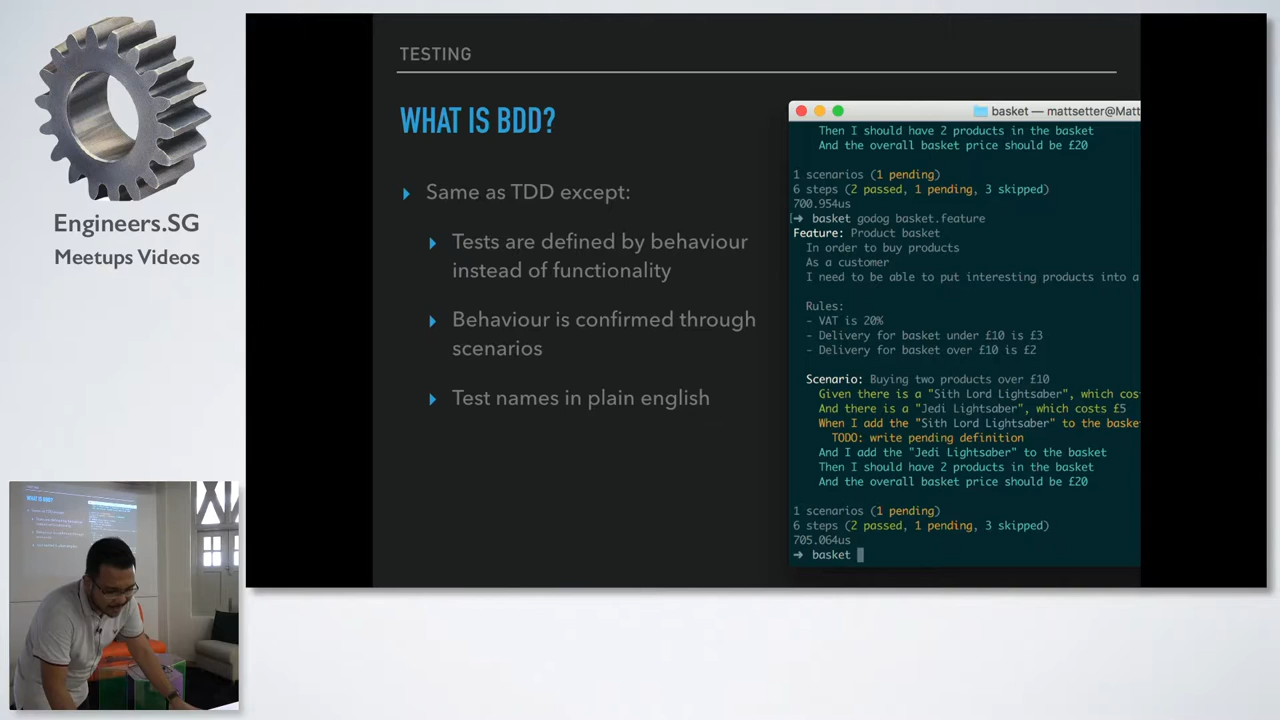 Engineers.SG
Meetups Videos
TESTING
WHAT IS BDD?
Same as TDD except:
Tests are defined by behaviour
instead of functionality
Behaviour is confirmed through
scenarios
Test names in plain english
basket — mattsetter@Matt
Then I should have 2 products in the basket
And the overall basket price should be £20
1 scenarios (1 pending)
6 steps (2 passed, 1 pending, 3 skipped)
700.954us
→ basket godog basket.feature
Feature: Product basket
In order to buy products
As a customer
I need to be able to put interesting products into a
Rules:
- VAT is 20%
- Delivery for basket under £10 is £3
- Delivery for basket over £10 is £2
Scenario: Buying two products over £10
Given there is a "Sith Lord Lightsaber", which cos
And there is a "Jedi Lightsaber", which costs £5
When I add the "Sith Lord Lightsaber" to the baske
TODO: write pending definition
And I add the "Jedi Lightsaber" to the basket
Then I should have 2 products in the basket
And the overall basket price should be £20
1 scenarios (1 pending)
6 steps (2 passed, 1 pending, 3 skipped)
705.064us
→ basket
WHAT IS BDD?